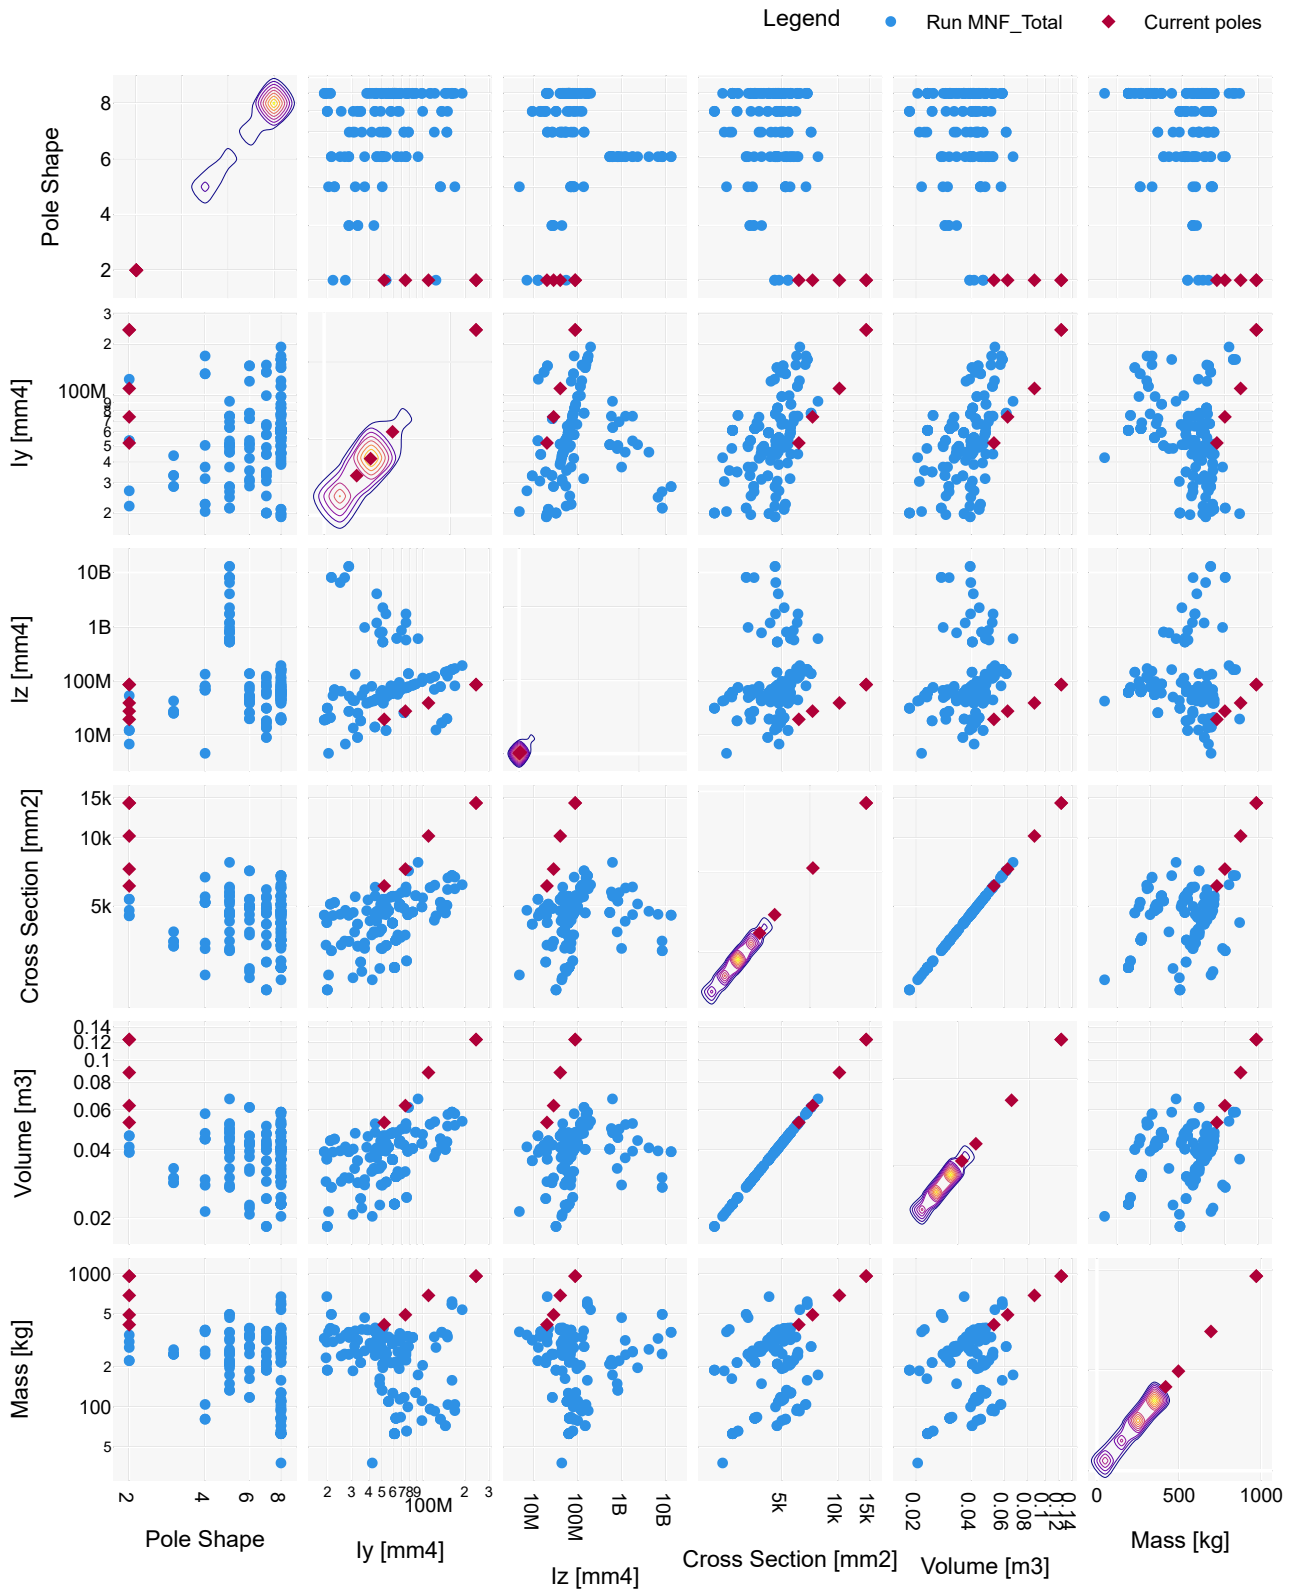 Legend Run MNF_Total Current poles
Pole Shape
8
6
4
2
Iy [mm4]
3
2
100M
9
8
7
6
5
4
3
2
Iz [mm4]
10B
1B
100M
10M
Cross Section [mm2]
15k
10k
5k
Volume [m3]
0.14
0.12
0.1
0.08
0.06
0.04
0.02
Mass [kg]
1000
5
2
100
5
2 4 6 8
2 3 4 5 6 7 8 9 100M 2 3
10M 100M 1B 10B
5k 10k 15k
0.02 0.04 0.06 0.08 0.1 0.12 0.14
0 500 1000
Pole Shape
Iy [mm4]
Iz [mm4]
Cross Section [mm2]
Volume [m3]
Mass [kg]